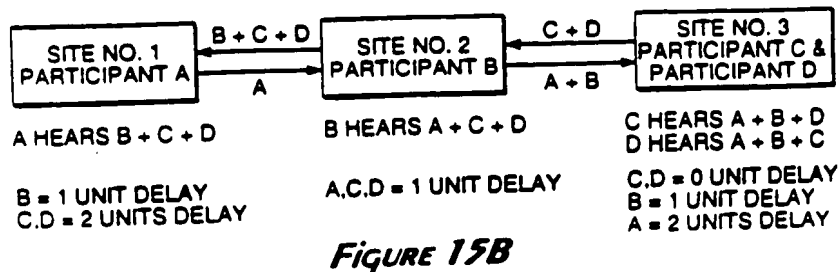 SITE NO. 1
PARTICIPANT A
B + C + D
A
SITE NO. 2
PARTICIPANT B
C + D
A + B
SITE NO. 3
PARTICIPANT C &
PARTICIPANT D
A HEARS B + C + D
B = 1 UNIT DELAY
C,D = 2 UNITS DELAY
B HEARS A + C + D
A,C,D = 1 UNIT DELAY
C HEARS A + B + D
D HEARS A + B + C
C,D = 0 UNIT DELAY
B = 1 UNIT DELAY
A = 2 UNITS DELAY
FIGURE 15B